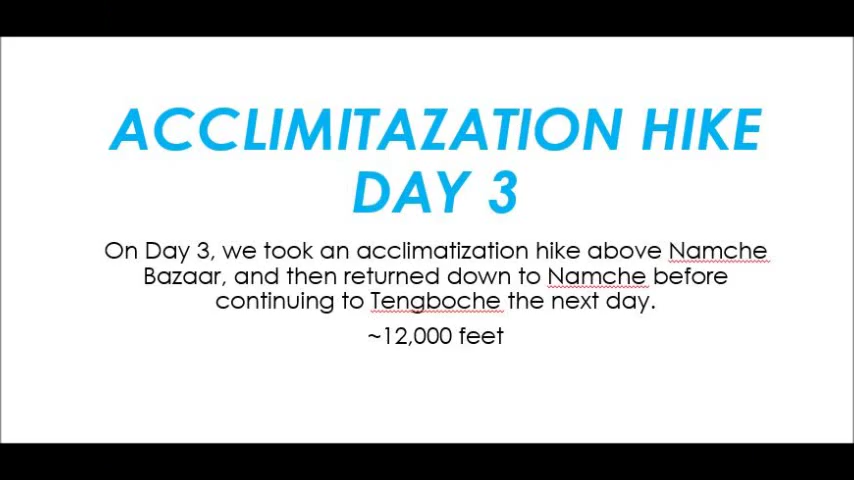 ACCLIMITAZATION HIKE
DAY 3
On Day 3, we took an acclimatization hike above Namche
Bazaar, and then returned down to Namche before
continuing to Tengboche the next day.
~12,000 feet